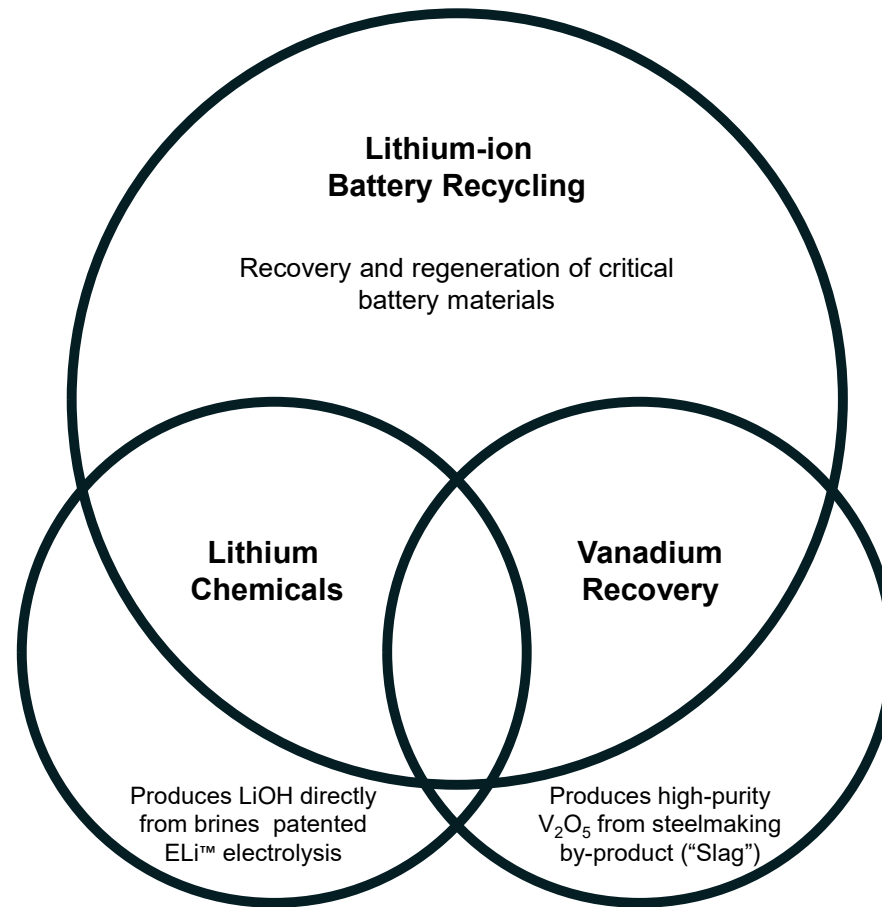 Lithium-ion
Battery Recycling
Recovery and regeneration of critical
battery materials
Lithium
Chemicals
Vanadium
Recovery
Produces LiOH directly
from brines  patented
ELi™ electrolysis
Produces high-purity
V₂O₅ from steelmaking
by-product (“Slag”)